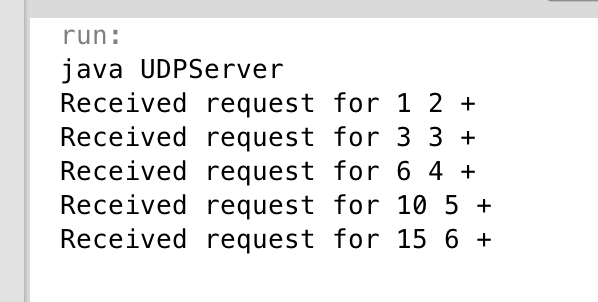 run:
java UDPServer
Received request for 1 2 +
Received request for 3 3 +
Received request for 6 4 +
Received request for 10 5 +
Received request for 15 6 +